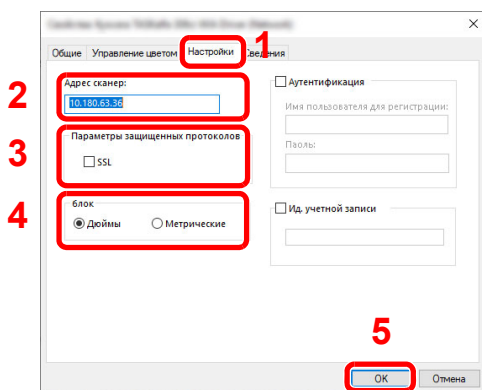 1
Общие Управление цветом Настройки Сведения
2
Адрес сканер:
10.180.63.36
3
Параметры защищенных протоколов
SSL
4
блок
Дюймы Метрические
Аутентификация
Имя пользователя для регистрации:
Пароль:
Ид. учетной записи
5
OK Отмена